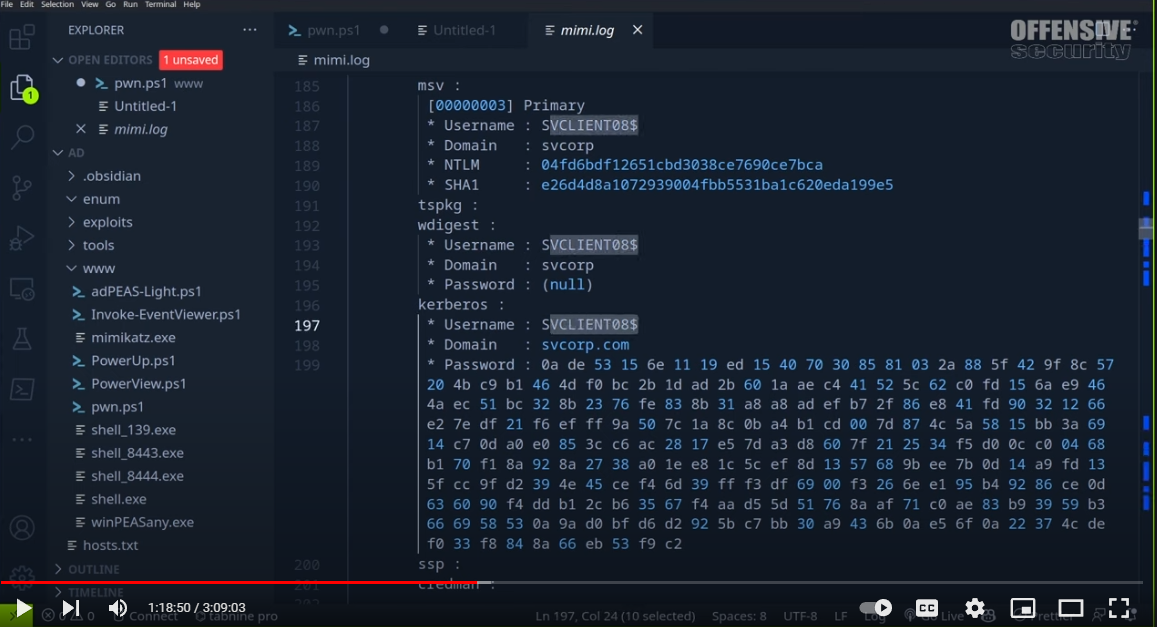 File Edit Selection View Go Run Terminal Help
EXPLORER ...
OPEN EDITORS 1 unsaved
pwn.ps1 www
Untitled-1
mimi.log
AD
.obsidian
enum
exploits
tools
www
adPEAS-Light.ps1
Invoke-EventViewer.ps1
mimikatz.exe
PowerUp.ps1
PowerView.ps1
pwn.ps1
shell_139.exe
shell_8443.exe
shell_8444.exe
shell.exe
winPEASany.exe
hosts.txt
OUTLINE
TIMELINE
1
pwn.ps1 Untitled-1 mimi.log
OFFENSIVE
security
mimi.log
185 msv :
186 [00000003] Primary
187 * Username : SVCLIENT08$
188 * Domain : svcorp
189 * NTLM : 04fd6bdf12651cbd3038ce7690ce7bca
190 * SHA1 : e26d4d8a1072939004fbb5531ba1c620eda199e5
191 tspkg :
192 wdigest :
193 * Username : SVCLIENT08$
194 * Domain : svcorp
195 * Password : (null)
196 kerberos :
197 * Username : SVCLIENT08$
198 * Domain : svcorp.com
199 * Password : 0a de 53 15 6e 11 19 ed 15 40 70 30 85 81 03 2a 88 5f 42 9f 8c 57
20 4b c9 b1 46 4d f0 bc 2b 1d ad 2b 60 1a ae c4 41 52 5c 62 c0 fd 15 6a e9 46
4a ec 51 bc 32 8b 23 76 fe 83 8b 31 a8 a8 ad ef b7 2f 86 e8 41 fd 90 32 12 66
e2 7e df 21 f6 ef ff 9a 50 7c 1a 8c 0b a4 b1 cd 00 7d 87 4c 5a 58 15 bb 3a 69
14 c7 0d a0 e0 85 3c c6 ac 28 17 e5 7d a3 d8 60 7f 21 25 34 f5 d0 0c c0 04 68
b1 70 f1 8a 92 8a 27 38 a0 1e e8 1c 5c ef 8d 13 57 68 9b ee 7b 0d 14 a9 fd 13
5f cc 9f d2 39 4e 45 ce f4 6d 39 ff f3 df 69 00 f3 26 6e e1 95 b4 92 86 ce 0d
63 60 90 f4 dd b1 2c b6 35 67 f4 aa d5 5d 51 76 8a af 71 c0 ae 83 b9 39 59 b3
66 69 58 53 0a 9a d0 bf d6 d2 92 5b c7 bb 30 a9 43 6b 0a e5 6f 0a 22 37 4c de
f0 33 f8 84 8a 66 eb 53 f9 c2
200 ssp :
201 credman :
1:18:50 / 3:09:03
CC
0 0 Connect tabnine pro Ln 197, Col 24 (10 selected) Spaces: 8 UTF-8 LF Log Go Live Prettier